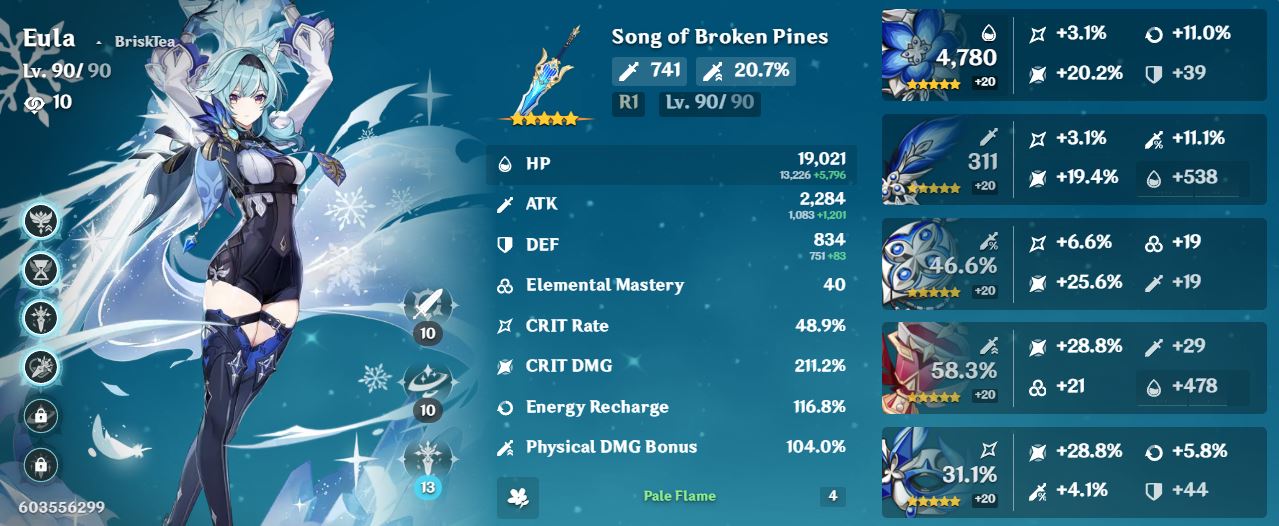 Eula • BriskTea
Lv. 90/ 90
10
10
10
13
603556299
Song of Broken Pines
741 20.7%
R1 Lv. 90/ 90
HP 19,021
13,226 +5,796
ATK 2,284
1,083 +1,201
DEF 834
751 +83
Elemental Mastery 40
CRIT Rate 48.9%
CRIT DMG 211.2%
Energy Recharge 116.8%
Physical DMG Bonus 104.0%
Pale Flame 4
4,780
+20
+3.1% +11.0%
+20.2% +39
311
+20
+3.1% +11.1%
+19.4% +538
46.6%
+20
+6.6% +19
+25.6% +19
58.3%
+20
+28.8% +29
+21 +478
31.1%
+20
+28.8% +5.8%
+4.1% +44